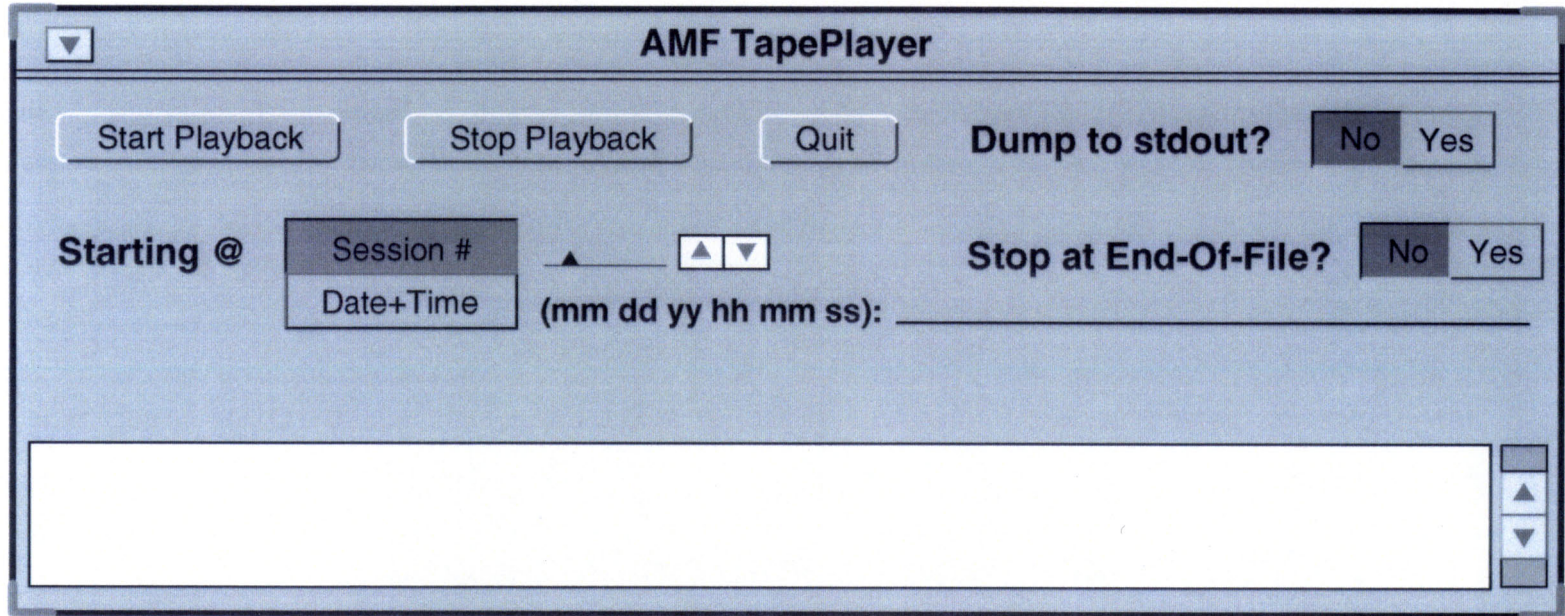 AMF TapePlayer
Start Playback Stop Playback Quit Dump to stdout? No Yes
Starting @ Session # Stop at End-Of-File? No Yes
Date+Time (mm dd yy hh mm ss):